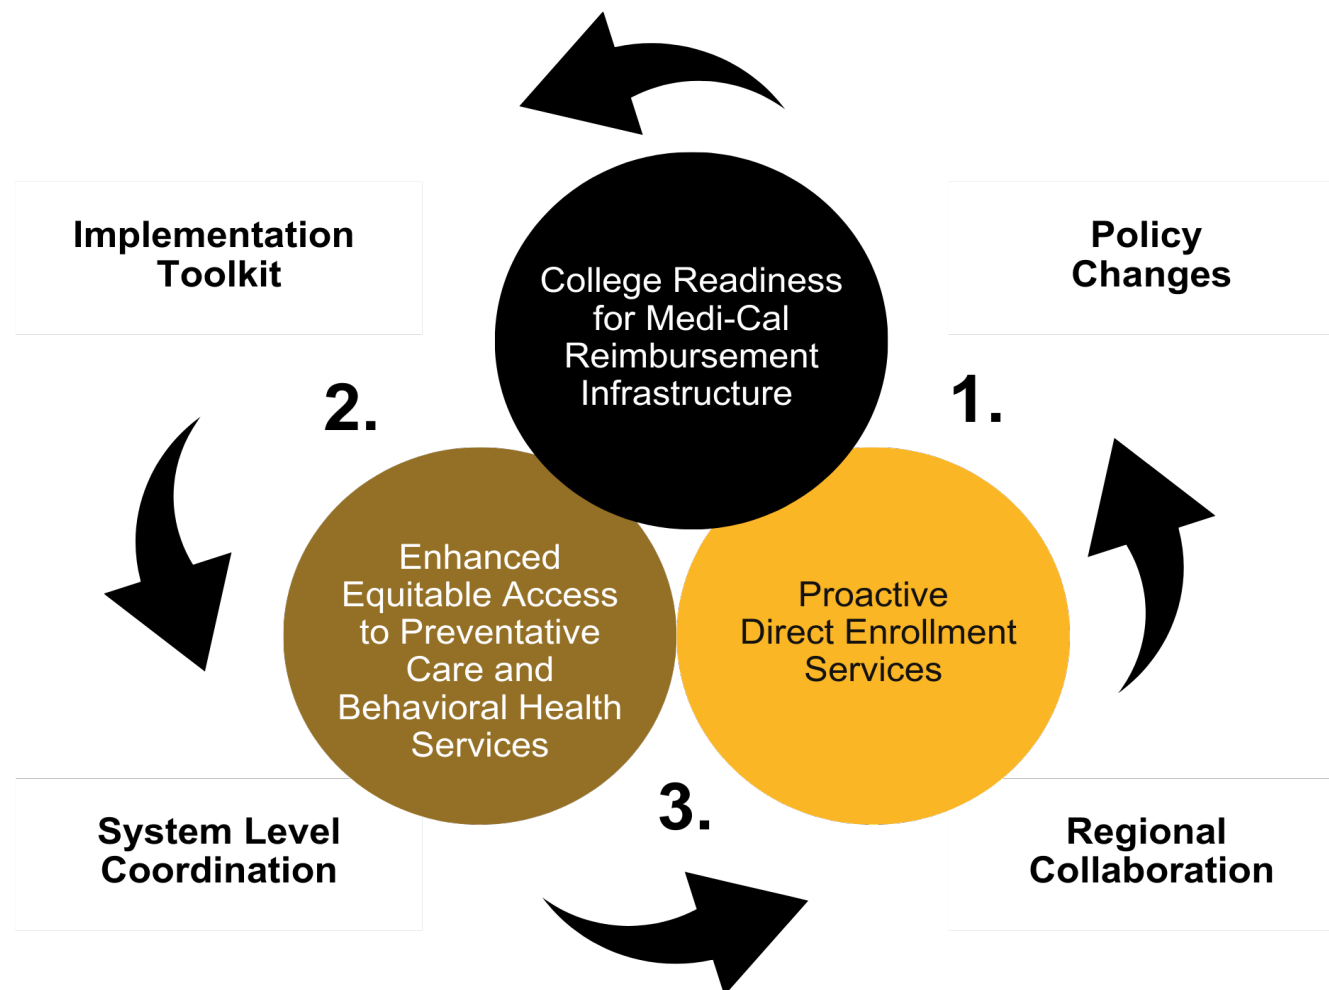 Implementation
Toolkit
Policy
Changes
College Readiness
for Medi-Cal
Reimbursement
Infrastructure
2.
1.
Enhanced
Equitable Access
to Preventative
Care and
Behavioral Health
Services
Proactive
Direct Enrollment
Services
3.
System Level
Coordination
Regional
Collaboration